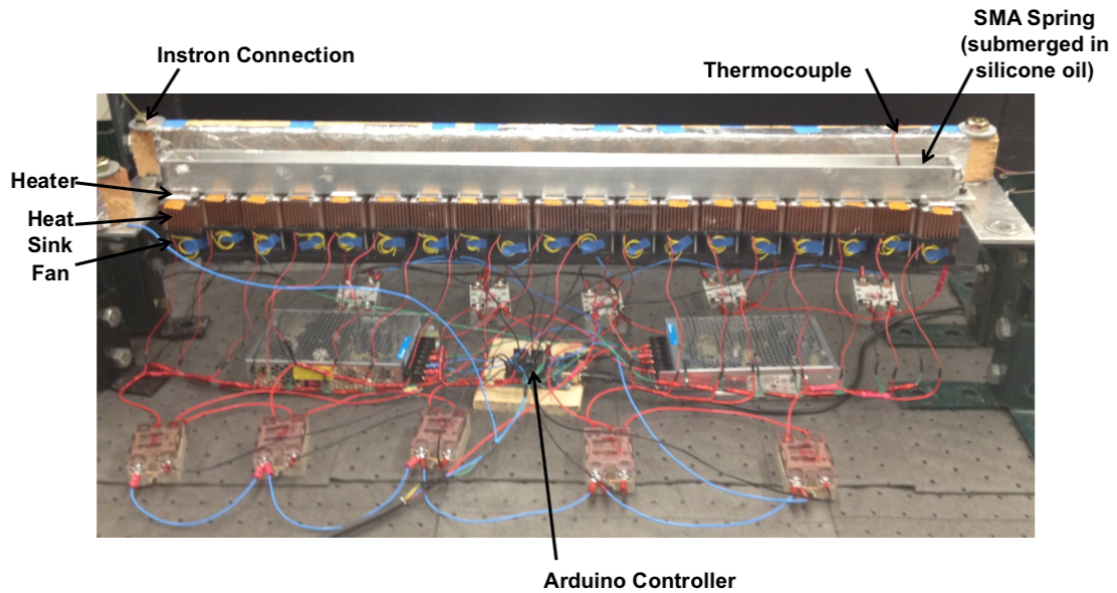 SMA Spring
(submerged in
silicone oil)
Instron Connection
Thermocouple
Heater
Heat
Sink
Fan
Arduino Controller